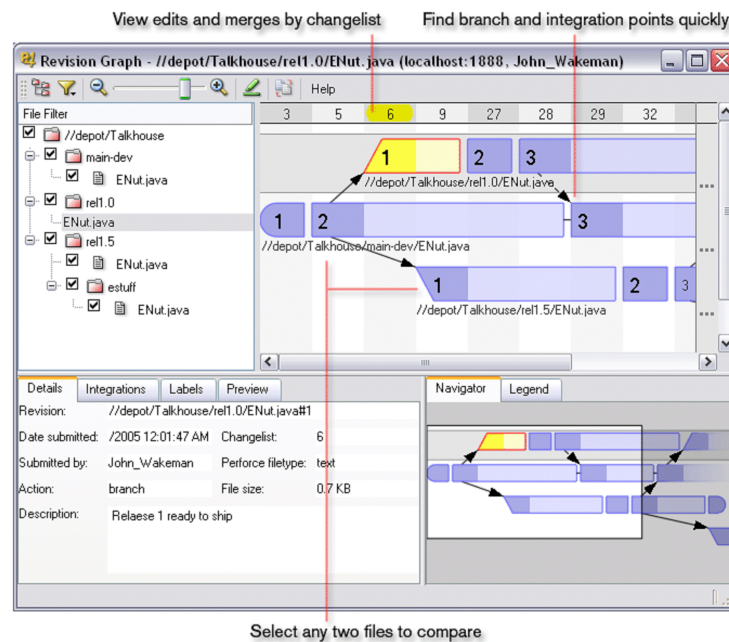 View edits and merges by changelist
Find branch and integration points quickly
Revision Graph - //depot/Talkhouse/rel1.0/ENut.java (localhost:1888, John_Wakeman)
Help
File Filter
3 5 6 9 27 28 29 32
//depot/Talkhouse
main-dev
ENut.java
rel1.0
ENut.java
rel1.5
ENut.java
estuff
ENut.java
1 2 3
//depot/Talkhouse/rel1.0/ENut.java
1 2 3
//depot/Talkhouse/main-dev/ENut.java
1 2 3
//depot/Talkhouse/rel1.5/ENut.java
Details Integrations Labels Preview
Revision: //depot/Talkhouse/rel1.0/ENut.java#1
Date submitted: /2005 12:01:47 AM Changelist: 6
Submitted by: John_Wakeman Perforce filetype: text
Action: branch File size: 0.7 KB
Description: Relaese 1 ready to ship
Navigator Legend
Select any two files to compare